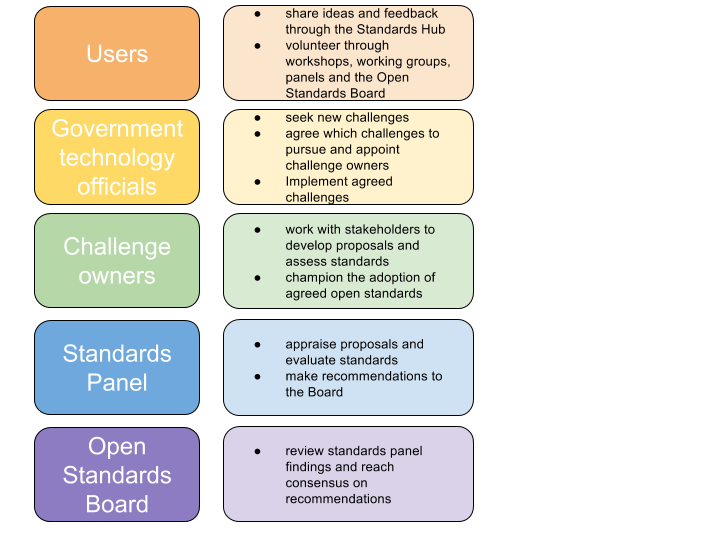 Users
● share ideas and feedback
through the Standards Hub
● volunteer through
workshops, working groups,
panels and the Open
Standards Board
Government
technology
officials
● seek new challenges
● agree which challenges to
pursue and appoint
challenge owners
● Implement agreed
challenges
Challenge
owners
● work with stakeholders to
develop proposals and
assess standards
● champion the adoption of
agreed open standards
Standards
Panel
● appraise proposals and
evaluate standards
● make recommendations to
the Board
Open
Standards
Board
● review standards panel
findings and reach
consensus on
recommendations